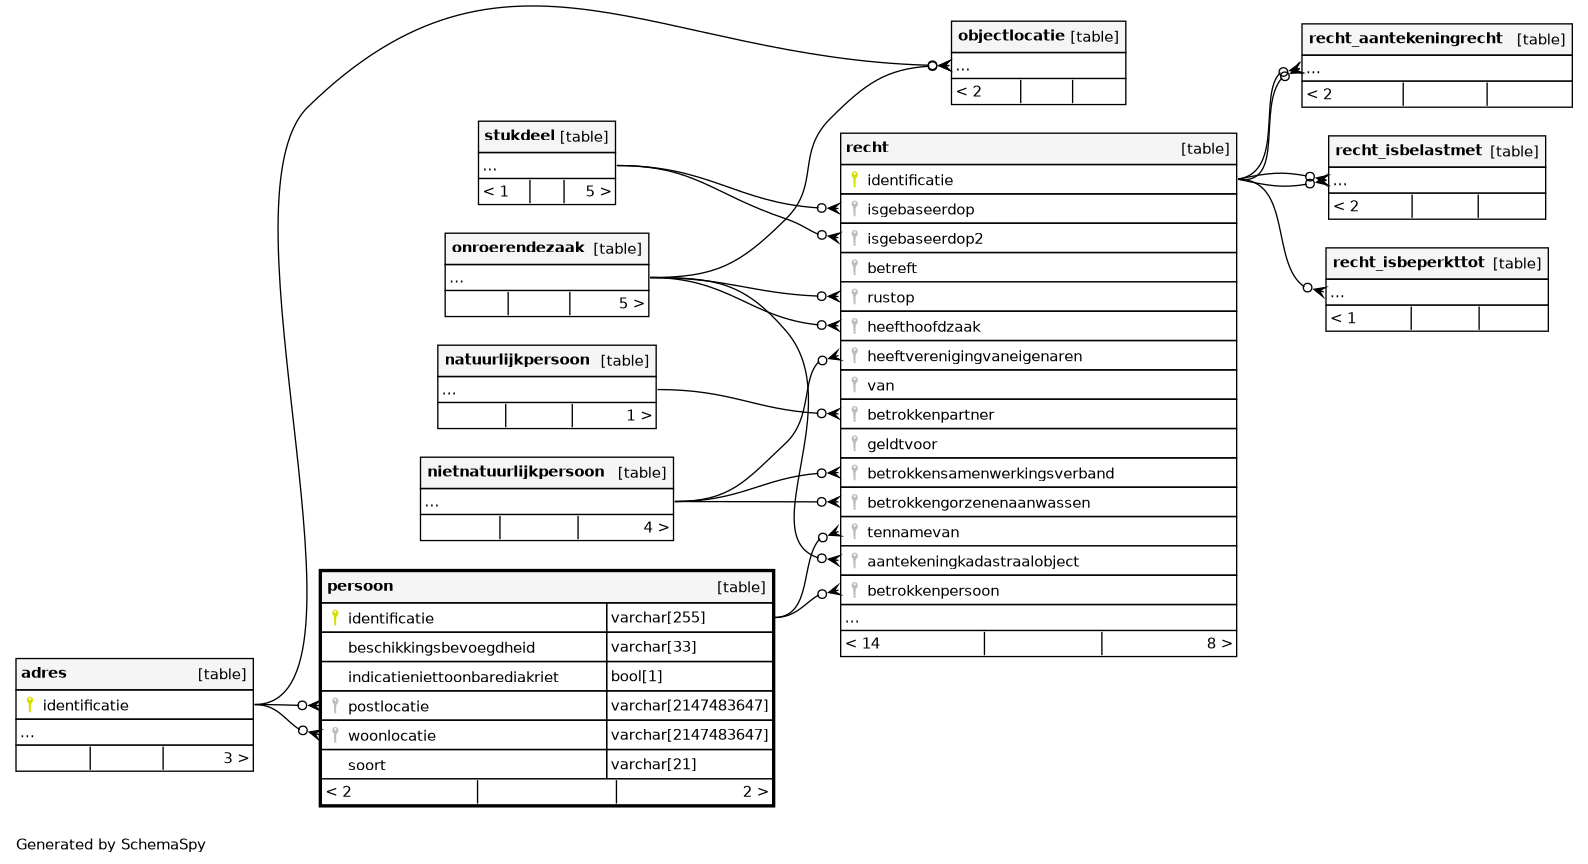 objectlocatie [table]
...
< 2
recht_aantekeningrecht [table]
...
< 2
stukdeel [table]
...
< 1 5 >
recht [table]
identificatie
isgebaseerdop
isgebaseerdop2
betreft
rustop
heefthoofdzaak
heeftverenigingvaneigenaren
van
betrokkenpartner
geldtvoor
betrokkensamenwerkingsverband
betrokkengorzenenaanwassen
tennamevan
aantekeningkadastraalobject
betrokkenpersoon
...
< 14 8 >
recht_isbelastmet [table]
...
< 2
recht_isbeperkttot [table]
...
< 1
onroerendezaak [table]
...
5 >
natuurlijkpersoon [table]
...
1 >
nietnatuurlijkpersoon [table]
...
4 >
persoon [table]
identificatie varchar[255]
beschikkingsbevoegdheid varchar[33]
indicatieniettoonbarediakriet bool[1]
postlocatie varchar[2147483647]
woonlocatie varchar[2147483647]
soort varchar[21]
< 2 2 >
adres [table]
identificatie
...
3 >
Generated by SchemaSpy